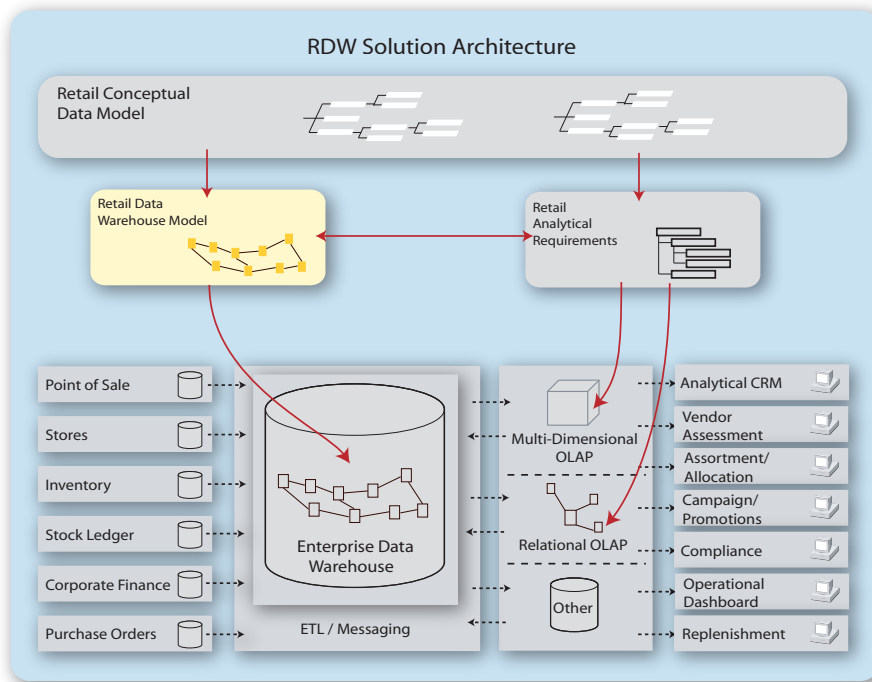 RDW Solution Architecture
Retail Conceptual
Data Model
Retail Data
Warehouse Model
Retail
Analytical
Requirements
Point of Sale
Stores
Inventory
Stock Ledger
Corporate Finance
Purchase Orders
Enterprise Data
Warehouse
ETL / Messaging
Multi-Dimensional
OLAP
Relational OLAP
Other
Analytical CRM
Vendor
Assessment
Assortment/
Allocation
Campaign/
Promotions
Compliance
Operational
Dashboard
Replenishment